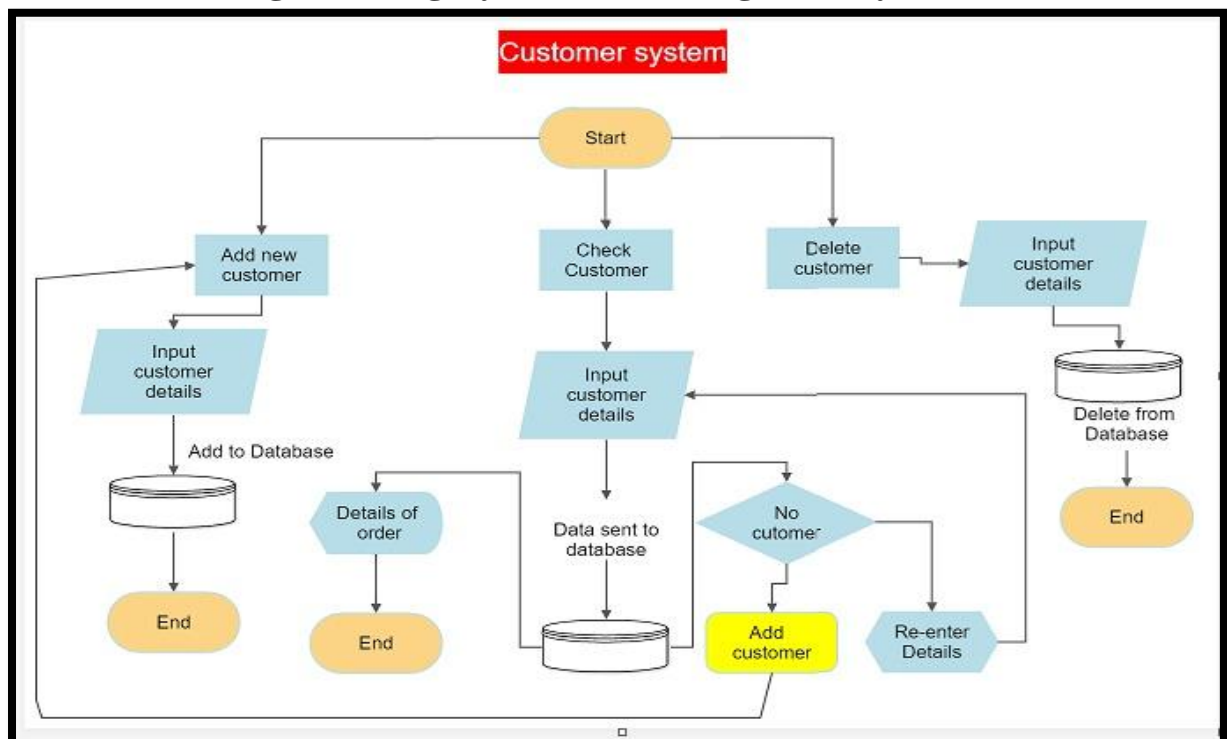 Customer system
Start
Add new
customer
Check
Customer
Delete
customer
Input
customer
details
Input
customer
details
Input
customer
details
Delete from
Database
Add to Database
Details of
order
Data sent to
database
No
cutomer
End
End
End
Add
customer
Re-enter
Details